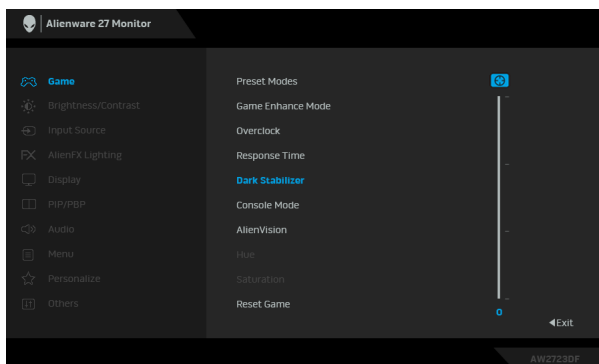 Alienware 27 Monitor
Game
Brightness/Contrast
Input Source
AlienFX Lighting
Display
PIP/PBP
Audio
Menu
Personalize
Others
Preset Modes
Game Enhance Mode
Overclock
Response Time
Dark Stabilizer
Console Mode
AlienVision
Hue
Saturation
Reset Game
0
Exit
AW2723DF